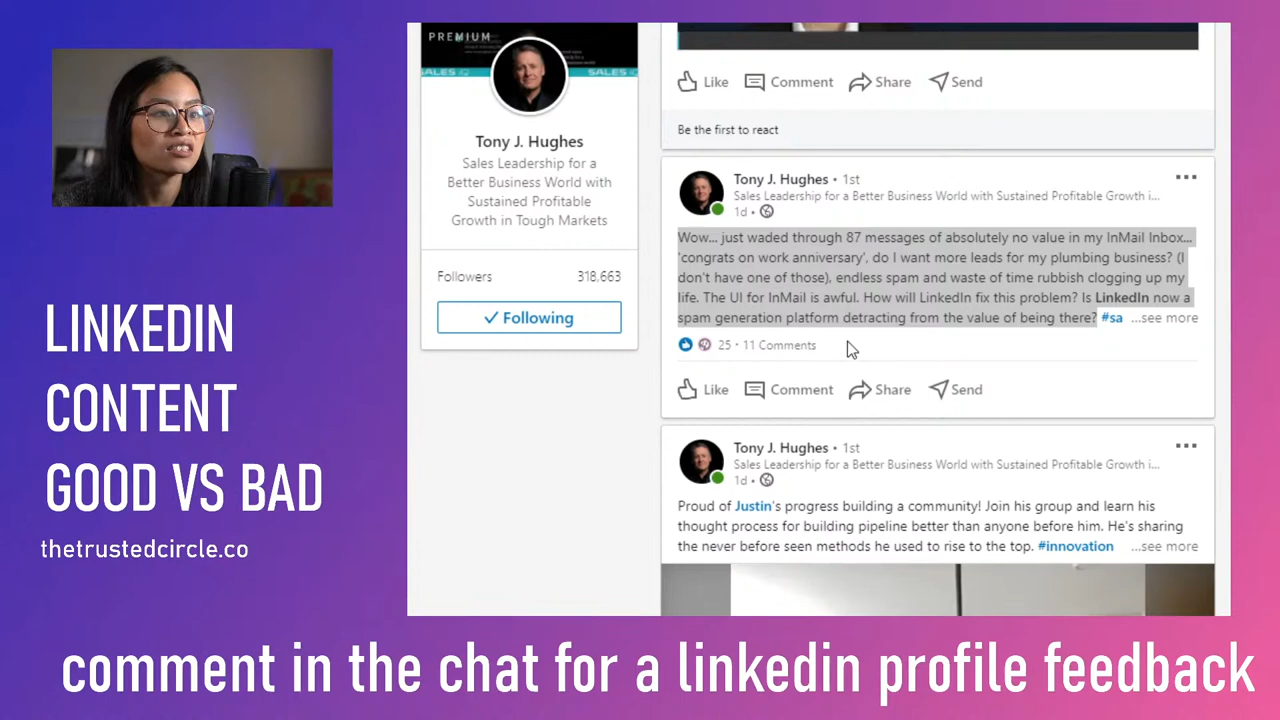 PREMIUM
SALES IQ
SALES
Tony J. Hughes
Sales Leadership for a
Better Business World with
Sustained Profitable
Growth in Tough Markets
Followers 318,663
✓ Following
Like Comment Share Send
Be the first to react
Tony J. Hughes • 1st
Sales Leadership for a Better Business World with Sustained Profitable Growth i...
1d •
Wow... just waded through 87 messages of absolutely no value in my InMail Inbox...
'congrats on work anniversary', do I want more leads for my plumbing business? (I
don't have one of those), endless spam and waste of time rubbish clogging up my
life. The UI for InMail is awful. How will LinkedIn fix this problem? Is LinkedIn now a
spam generation platform detracting from the value of being there? #sa ...see more
25 • 11 Comments
Like Comment Share Send
Tony J. Hughes • 1st
Sales Leadership for a Better Business World with Sustained Profitable Growth i...
1d •
Proud of Justin's progress building a community! Join his group and learn his
thought process for building pipeline better than anyone before him. He's sharing
the never before seen methods he used to rise to the top. #innovation ...see more
LINKEDIN
CONTENT
GOOD VS BAD
thetrustedcircle.co
comment in the chat for a linkedin profile feedback